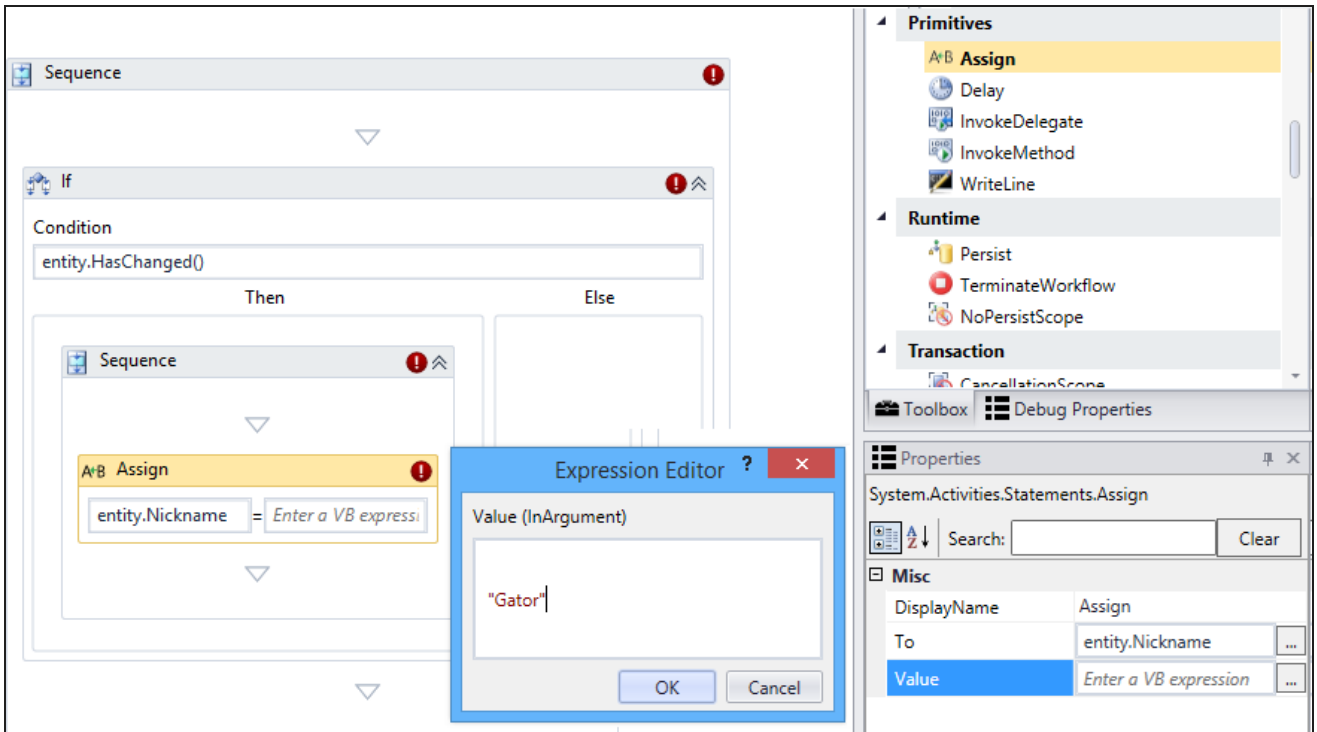 Sequence
If
Condition
entity.HasChanged()
Then
Else
Sequence
A+B Assign
entity.Nickname = Enter a VB expressi
Expression Editor ?
Value (InArgument)
"Gator"
OK
Cancel
Primitives
A+B Assign
Delay
InvokeDelegate
InvokeMethod
WriteLine
Runtime
Persist
TerminateWorkflow
NoPersistScope
Transaction
CancellationScope
Toolbox
Debug Properties
Properties
System.Activities.Statements.Assign
Search:
Clear
Misc
DisplayName Assign
To entity.Nickname ...
Value Enter a VB expression ...